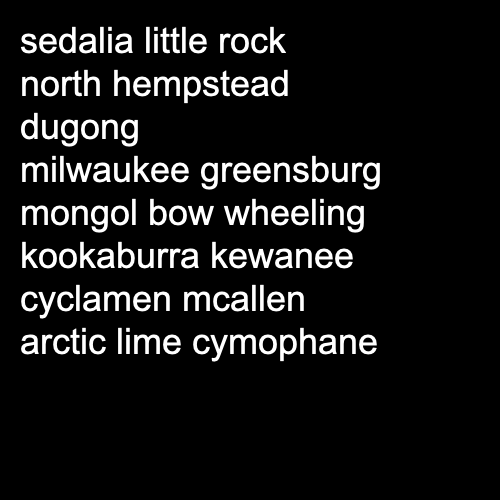 sedalia little rock
north hempstead
dugong
milwaukee greensburg
mongol bow wheeling
kookaburra kewanee
cyclamen mcallen
arctic lime cymophane